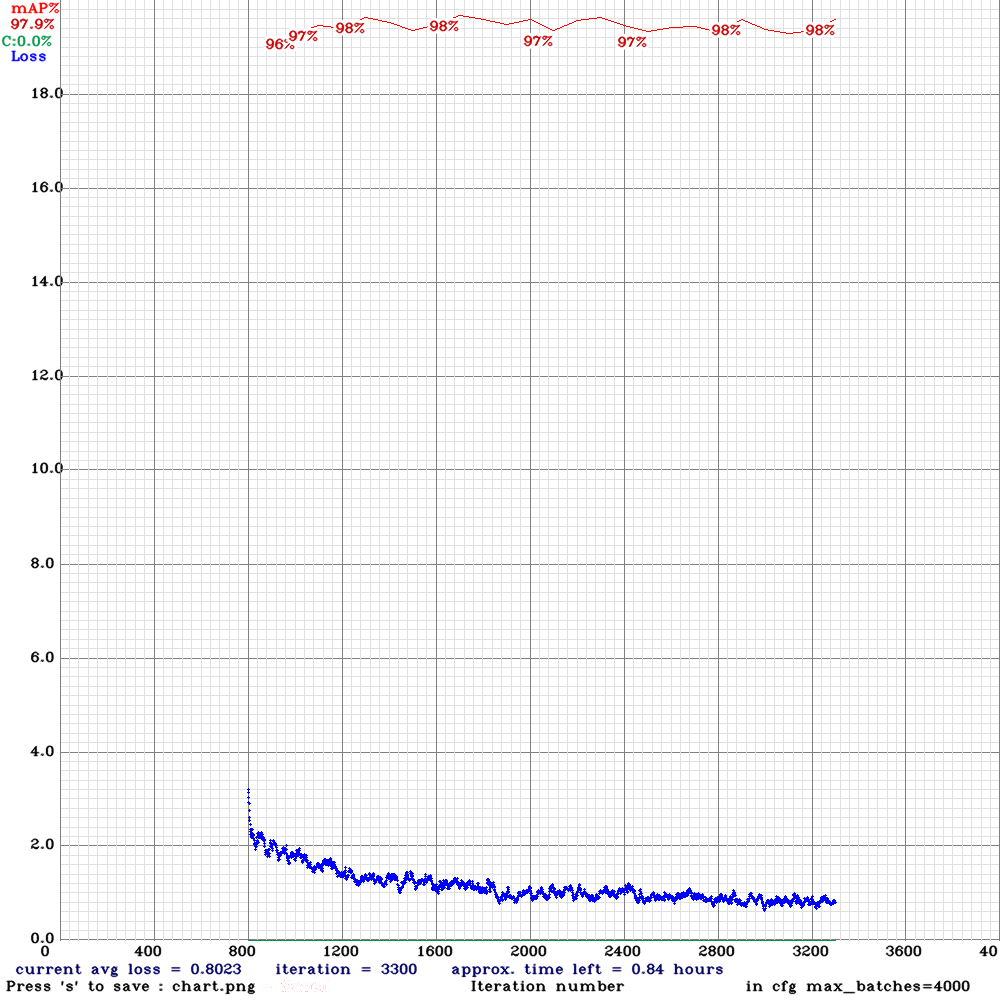 mAP%
97.9%
C:0.0%
Loss
96% 97% 98% 98% 97% 97% 98% 98%
18.0
16.0
14.0
12.0
10.0
8.0
6.0
4.0
2.0
0.0
0 400 800 1200 1600 2000 2400 2800 3200 3600 40
current avg loss = 0.8023 iteration = 3300 approx. time left = 0.84 hours
Press 's' to save : chart.png Iteration number in cfg max_batches=4000